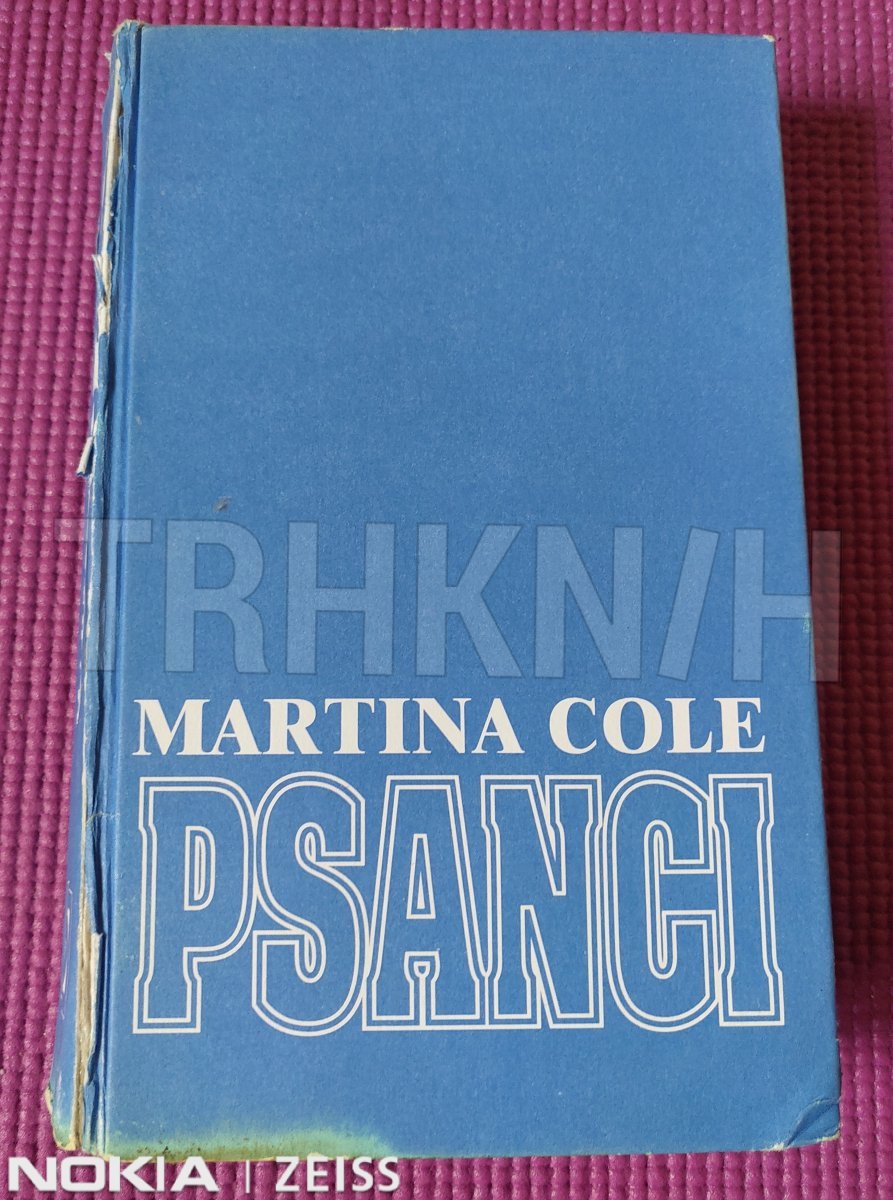 TRHKN/H
MARTINA COLE
PSANCI
NOKIA | ZEISS